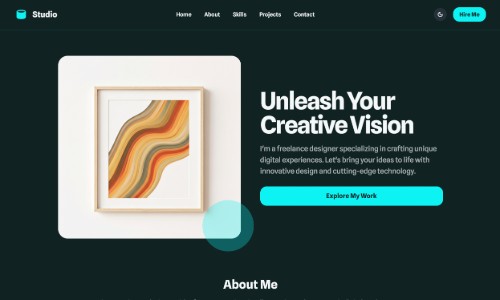 Studio
Home About Skills Projects Contact
Hire Me
Unleash Your
Creative Vision
I'm a freelance designer specializing in crafting unique
digital experiences. Let's bring your ideas to life with
innovative design and cutting-edge technology.
Explore My Work
About Me